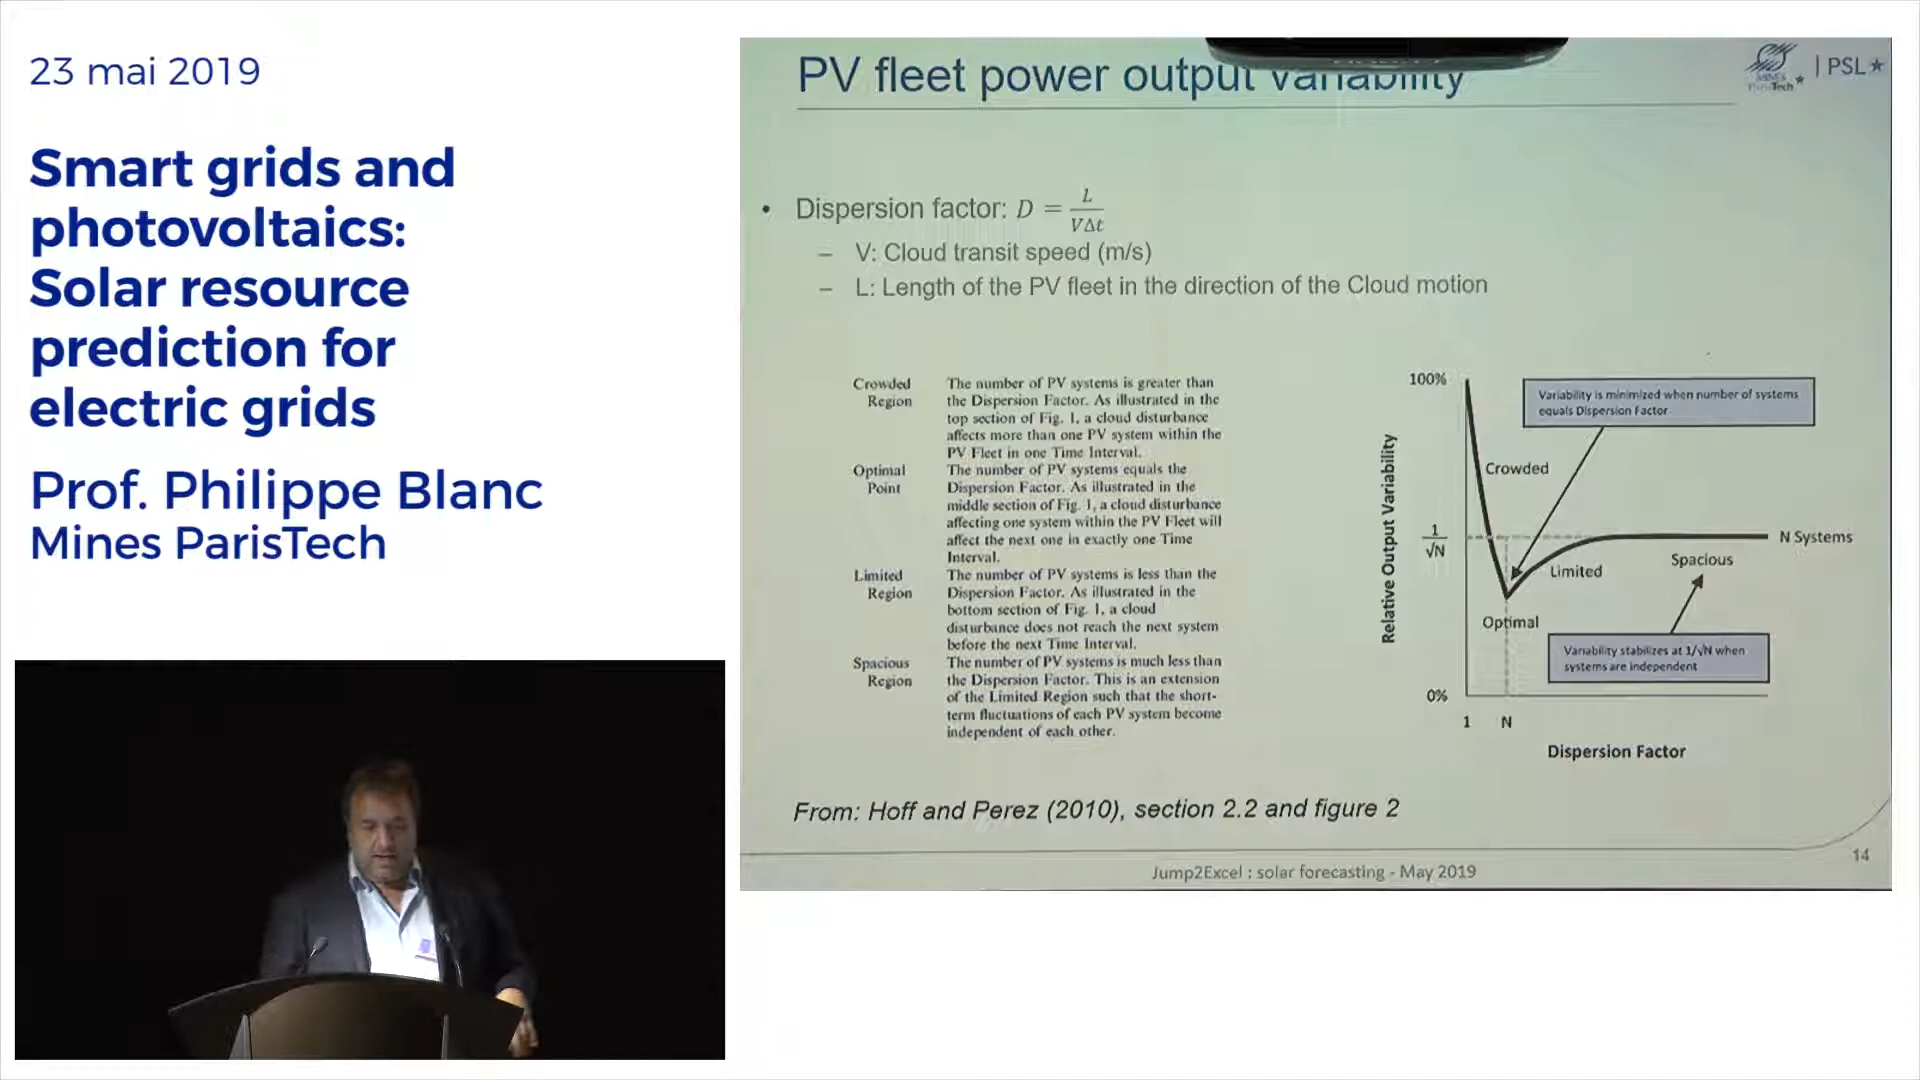 23 mai 2019
Smart grids and
photovoltaics:
Solar resource
prediction for
electric grids
Prof. Philippe Blanc
Mines ParisTech
PV fleet power output variability
MINES
ParisTech
| PSL★
• Dispersion factor: D = L / VΔt
– V: Cloud transit speed (m/s)
– L: Length of the PV fleet in the direction of the Cloud motion
Crowded
Region
The number of PV systems is greater than
the Dispersion Factor. As illustrated in the
top section of Fig. 1, a cloud disturbance
affects more than one PV system within the
PV Fleet in one Time Interval.
Optimal
Point
The number of PV systems equals the
Dispersion Factor. As illustrated in the
middle section of Fig. 1, a cloud disturbance
affecting one system within the PV Fleet will
affect the next one in exactly one Time
Interval.
Limited
Region
The number of PV systems is less than the
Dispersion Factor. As illustrated in the
bottom section of Fig. 1, a cloud
disturbance does not reach the next system
before the next Time Interval.
Spacious
Region
The number of PV systems is much less than
the Dispersion Factor. This is an extension
of the Limited Region such that the short-
term fluctuations of each PV system become
independent of each other.
100%
Variability is minimized when number of systems
equals Dispersion Factor
Relative Output Variability
Crowded
1/√N
N Systems
Spacious
Limited
Optimal
Variability stabilizes at 1/√N when
systems are independent
0%
1 N
Dispersion Factor
From: Hoff and Perez (2010), section 2.2 and figure 2
14
Jump2Excel : solar forecasting - May 2019